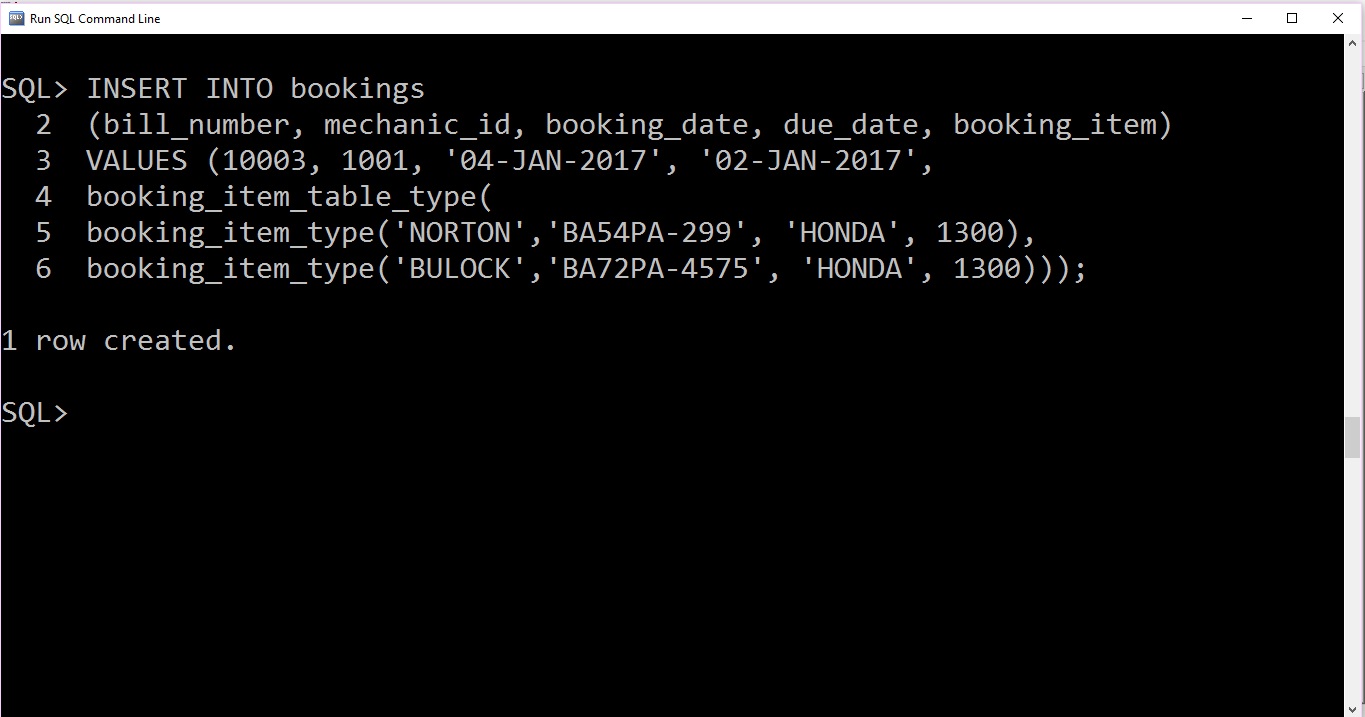 Run SQL Command Line
SQL> INSERT INTO bookings
2 (bill_number, mechanic_id, booking_date, due_date, booking_item)
3 VALUES (10003, 1001, '04-JAN-2017', '02-JAN-2017',
4 booking_item_table_type(
5 booking_item_type('NORTON','BA54PA-299', 'HONDA', 1300),
6 booking_item_type('BULOCK','BA72PA-4575', 'HONDA', 1300)));
1 row created.
SQL>